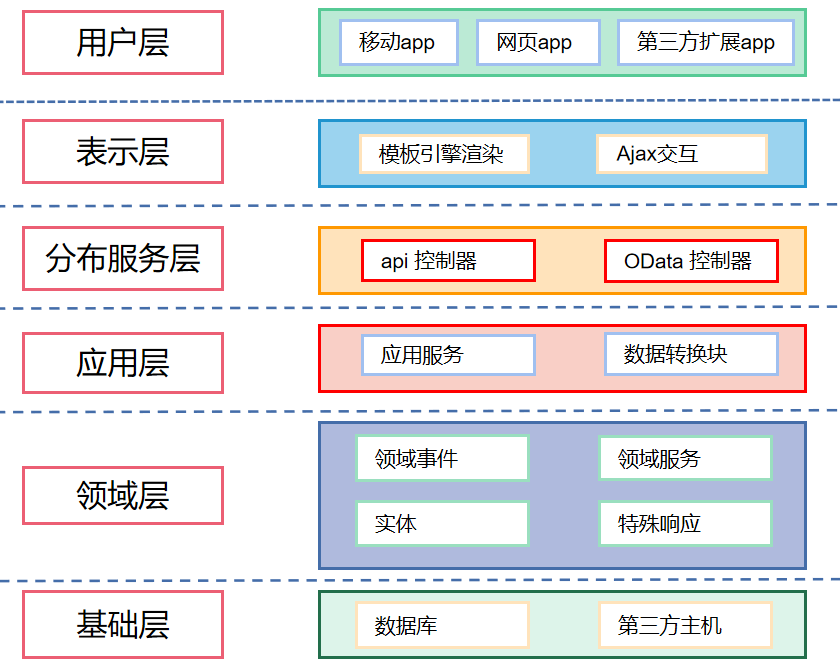 用户层
移动app
网页app
第三方扩展app
表示层
模板引擎渲染
Ajax交互
分布服务层
api 控制器
OData 控制器
应用层
应用服务
数据转换块
领域层
领域事件
领域服务
实体
特殊响应
基础层
数据库
第三方主机